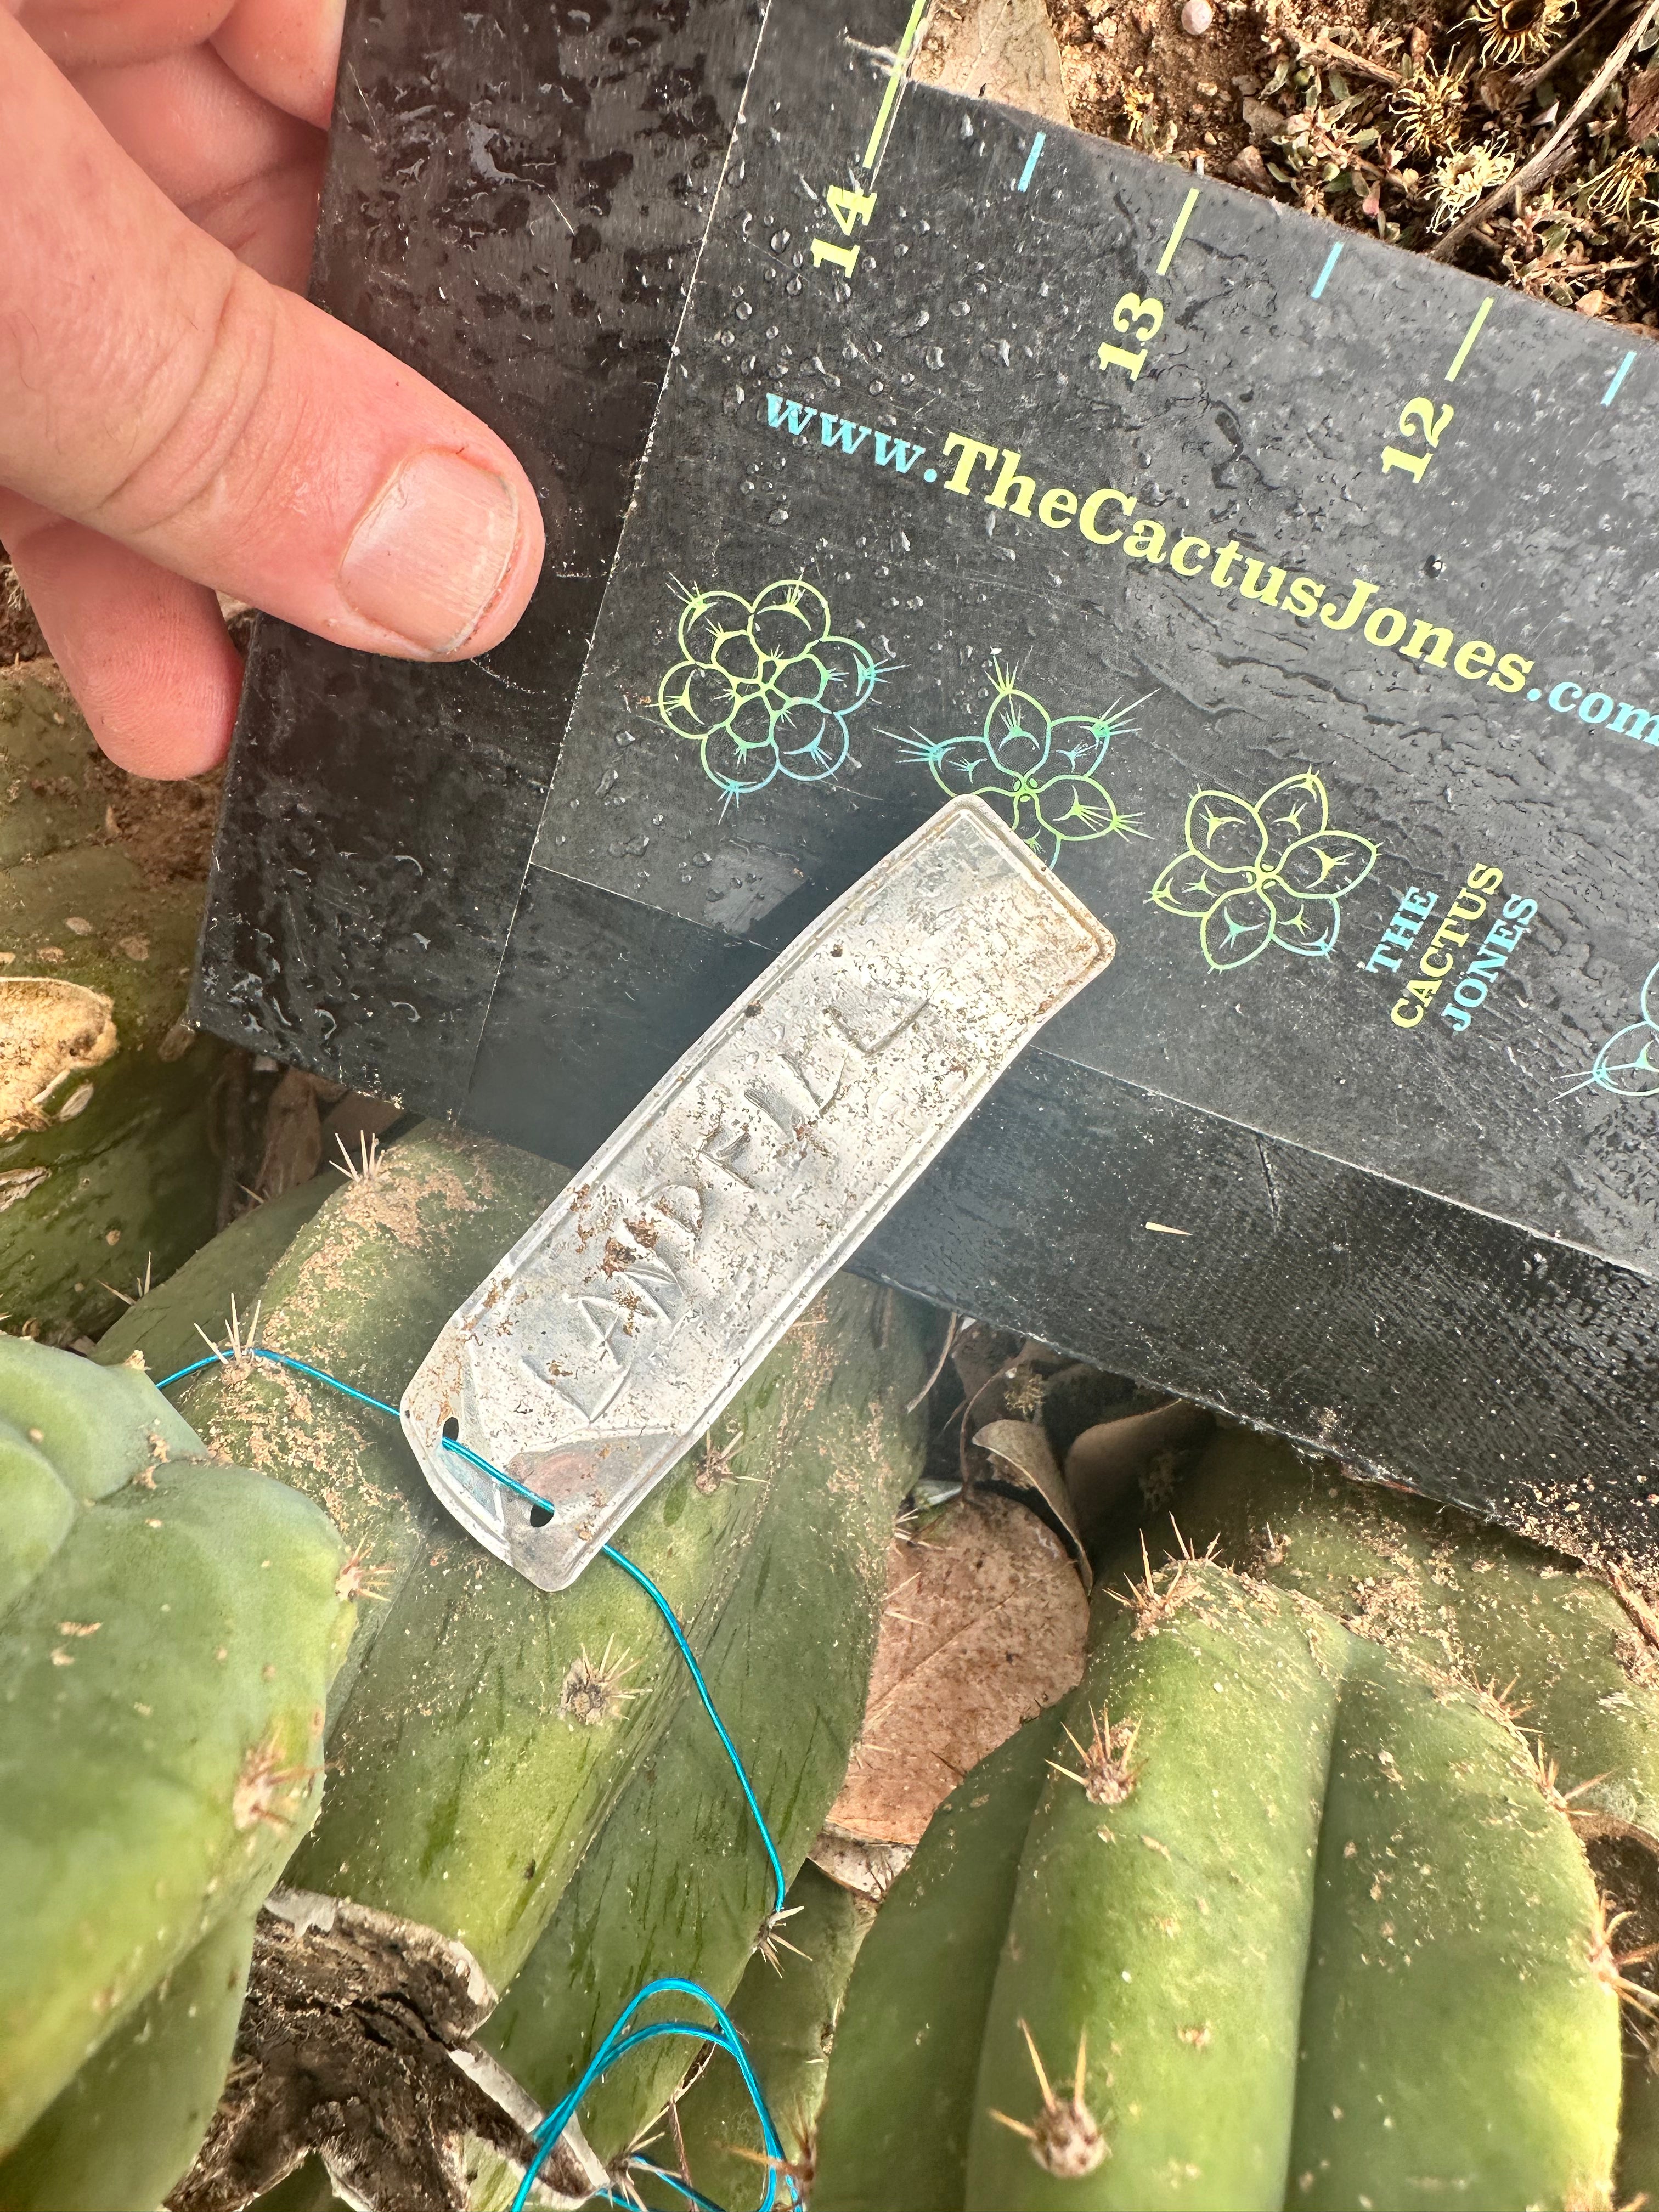 14
13
12
www.TheCactusJones.com
THE
CACTUS
JONES
LANDFILL